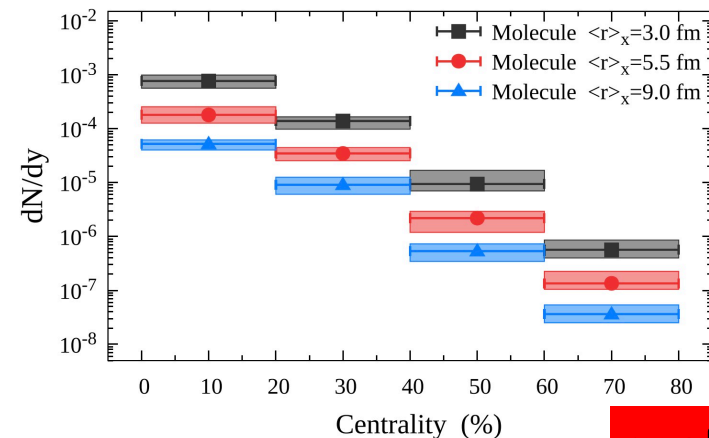 10-2
10-3
10-4
10-5
10-6
10-7
10-8
dN/dy
Molecule <r>x=3.0 fm
Molecule <r>x=5.5 fm
Molecule <r>x=9.0 fm
0 10 20 30 40 50 60 70 80
Centrality (%)